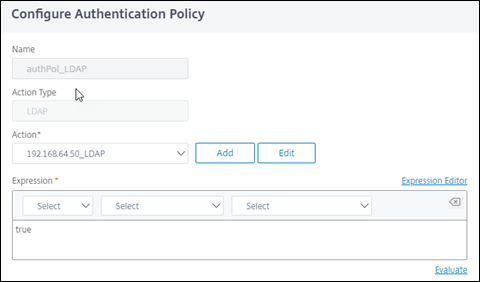 Configure Authentication Policy
Name
authPol_LDAP
Action Type
LDAP
Action*
192.168.64.50_LDAP
Add
Edit
Expression *
Expression Editor
Select
Select
Select
true
Evaluate